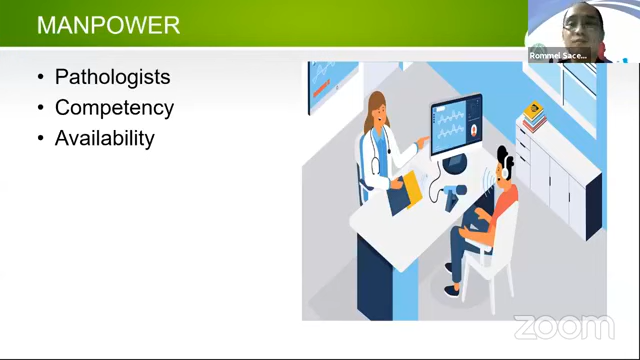 MANPOWER
Rommel Sace...
• Pathologists
• Competency
• Availability
zoom